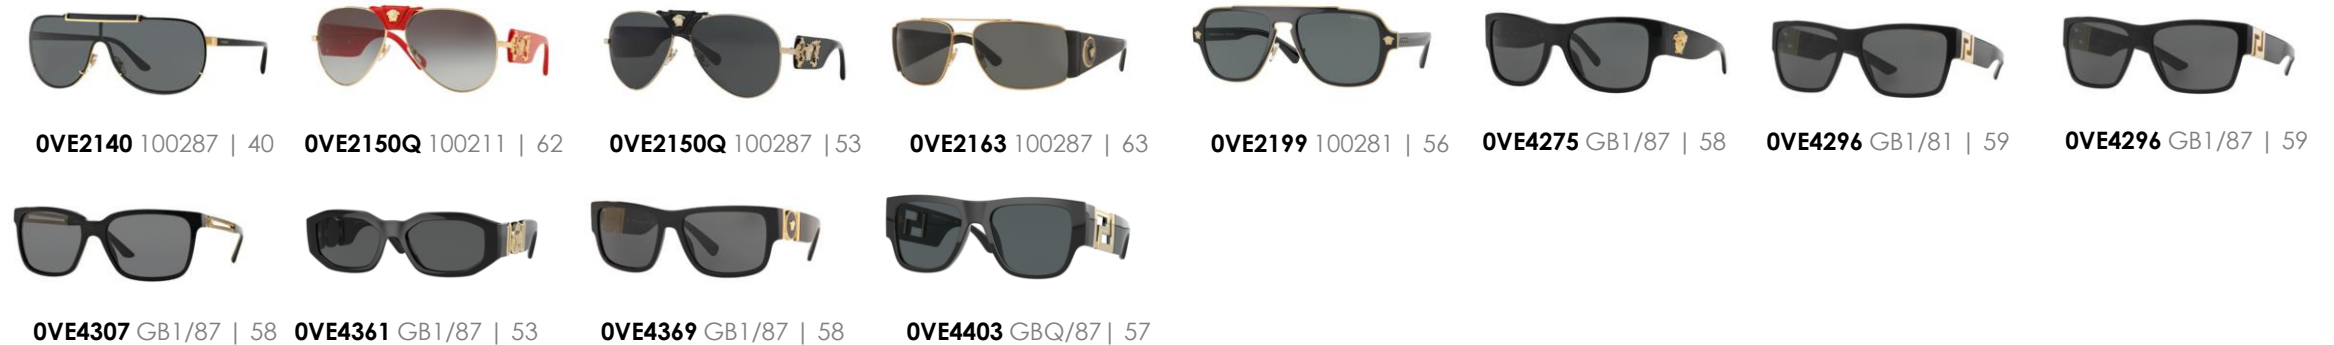 0VE2140 100287 | 40 0VE2150Q 100211 | 62 0VE2150Q 100287 | 53 0VE2163 100287 | 63 0VE2199 100281 | 56 0VE4275 GB1/87 | 58 0VE4296 GB1/81 | 59 0VE4296 GB1/87 | 59
0VE4307 GB1/87 | 58 0VE4361 GB1/87 | 53 0VE4369 GB1/87 | 58 0VE4403 GBQ/87| 57